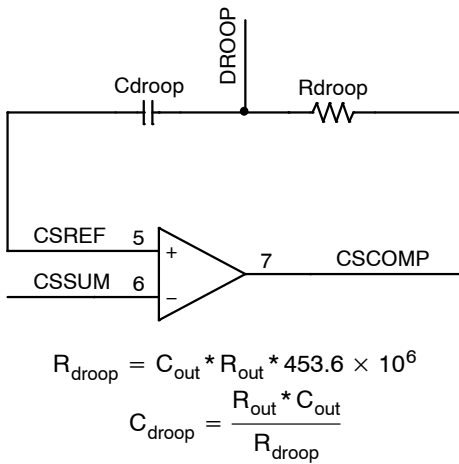 DROOP
Cdroop
Rdroop
CSREF 5
+
CSSUM 6
−
7 CSCOMP
R_droop = C_out * R_out * 453.6 × 10^6
C_droop = R_out * C_out / R_droop